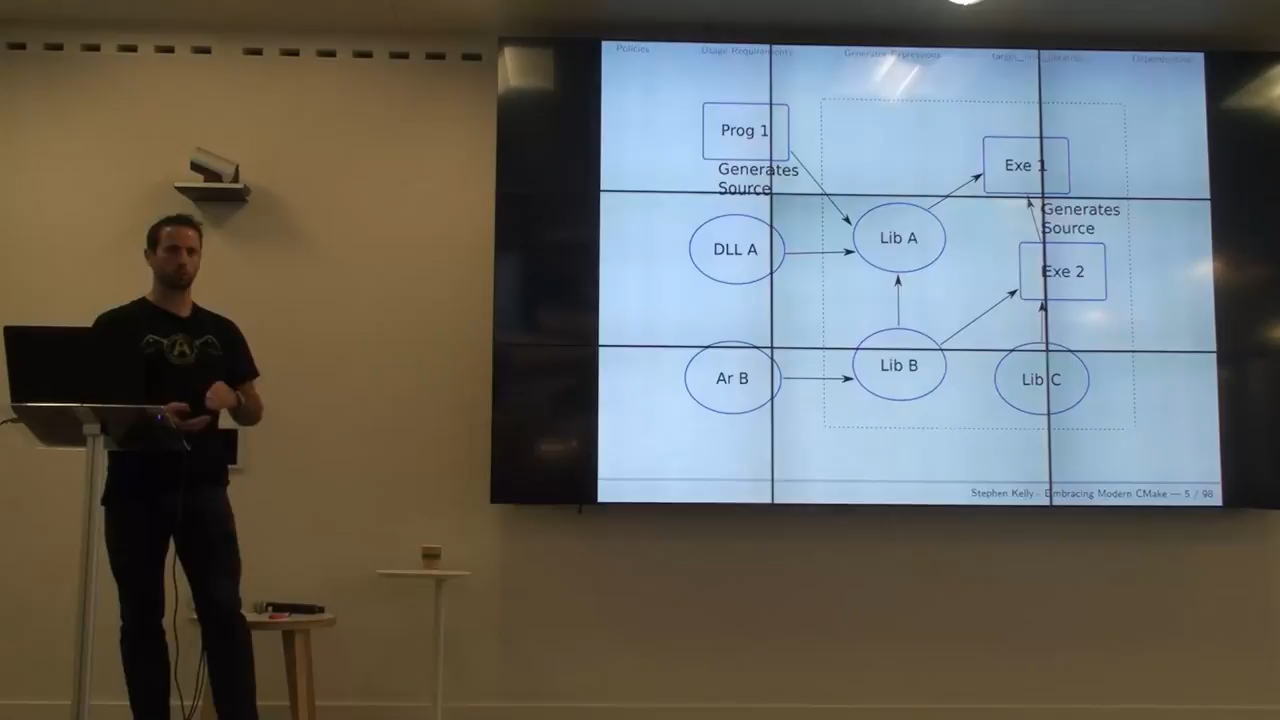 Policies
Usage Requirements
Generator Expressions
Dependencies
Prog 1
Generates
Source
Exe 1
Generates
Source
DLL A
Lib A
Exe 2
Ar B
Lib B
Lib C
Stephen Kelly - Embracing Modern CMake — 5 / 98
A